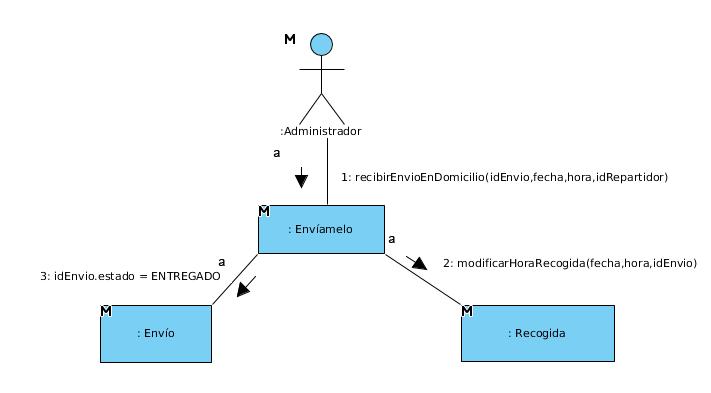 M
:Administrador
a
1: recibirEnvioEnDomicilio(idEnvio,fecha,hora,idRepartidor)
M
: Envíamelo
a
a
2: modificarHoraRecogida(fecha,hora,idEnvio)
3: idEnvio.estado = ENTREGADO
M
: Envío
M
: Recogida